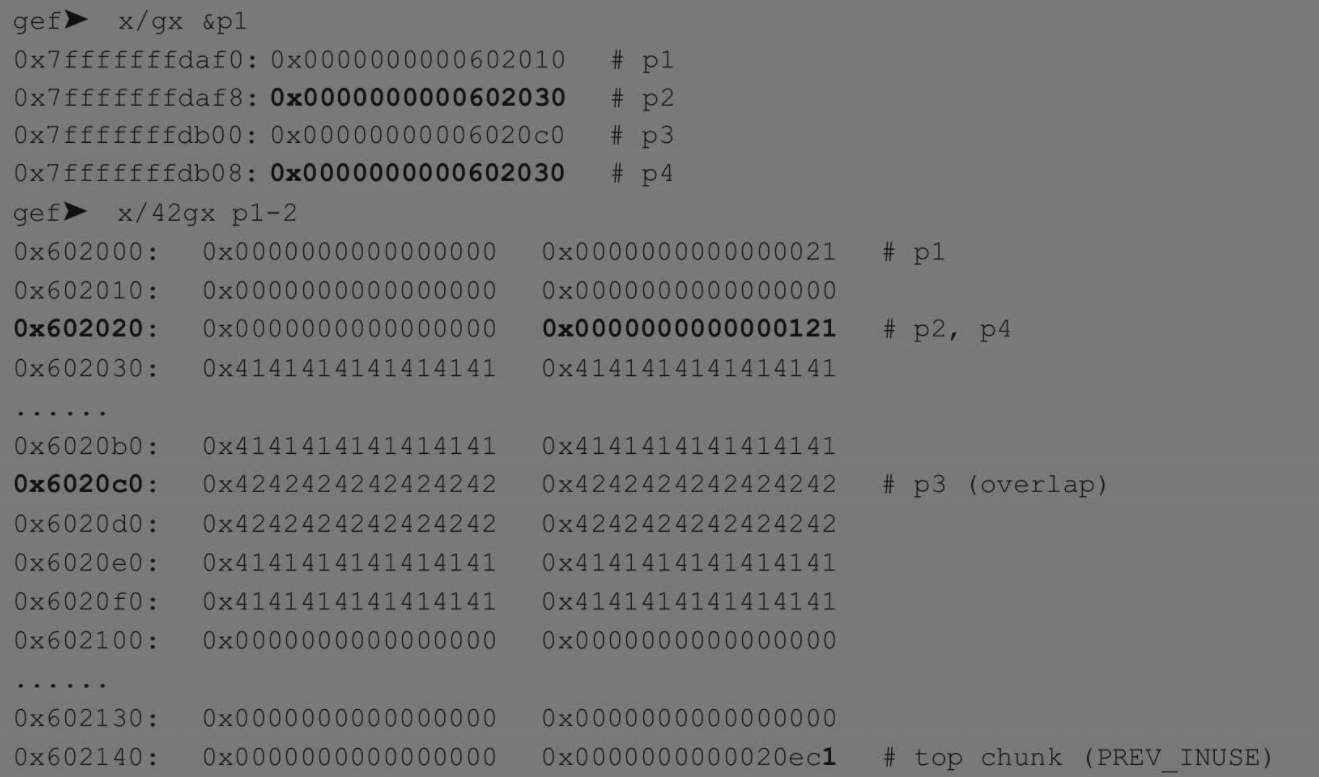 gef➤ x/gx &p1
0x7fffffffdaf0: 0x0000000000602010 # p1
0x7fffffffdaf8: 0x0000000000602030 # p2
0x7fffffffdb00: 0x00000000006020c0 # p3
0x7fffffffdb08: 0x0000000000602030 # p4
gef➤ x/42gx p1-2
0x602000: 0x0000000000000000 0x0000000000000021 # p1
0x602010: 0x0000000000000000 0x0000000000000000
0x602020: 0x0000000000000000 0x0000000000000121 # p2, p4
0x602030: 0x4141414141414141 0x4141414141414141
......
0x6020b0: 0x4141414141414141 0x4141414141414141
0x6020c0: 0x4242424242424242 0x4242424242424242 # p3 (overlap)
0x6020d0: 0x4242424242424242 0x4242424242424242
0x6020e0: 0x4141414141414141 0x4141414141414141
0x6020f0: 0x4141414141414141 0x4141414141414141
0x602100: 0x0000000000000000 0x0000000000000000
......
0x602130: 0x0000000000000000 0x0000000000000000
0x602140: 0x0000000000000000 0x0000000000020ec1 # top chunk (PREV_INUSE)